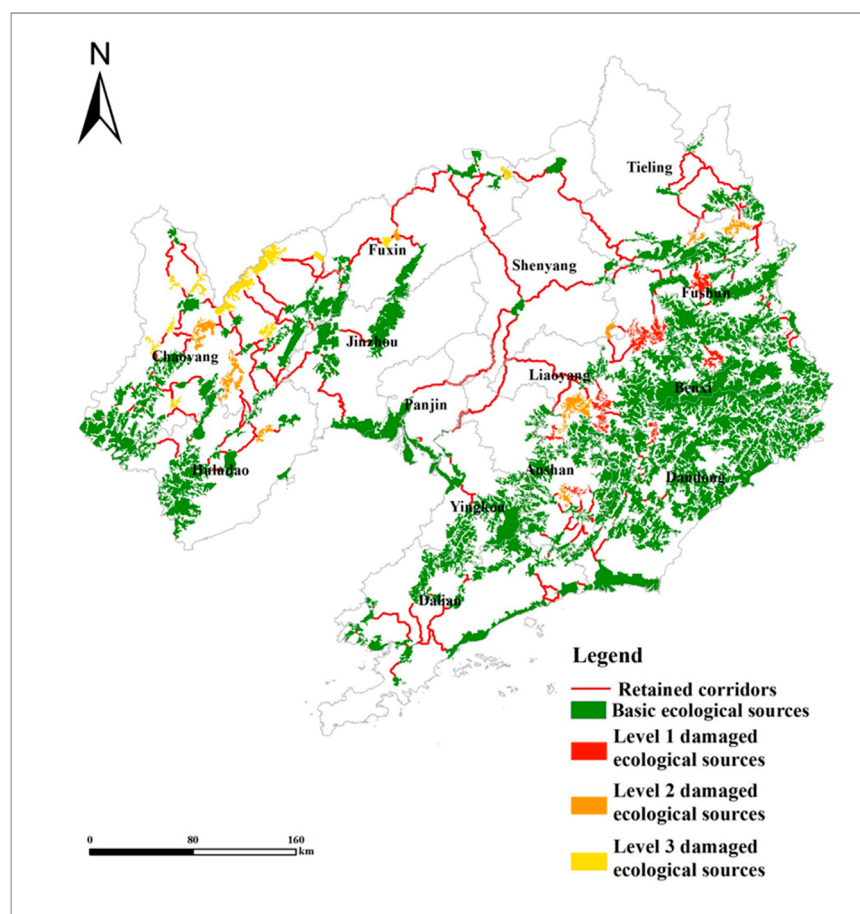 N
Tieling
Fuxin
Shenyang
Fushun
Jinzhou
Chaoyang
Liaoyang
Benxi
Panjin
Huludao
Anshan
Dandong
Yingkou
Dalian
Legend
Retained corridors
Basic ecological sources
Level 1 damaged
ecological sources
Level 2 damaged
ecological sources
Level 3 damaged
ecological sources
0 80 160
km